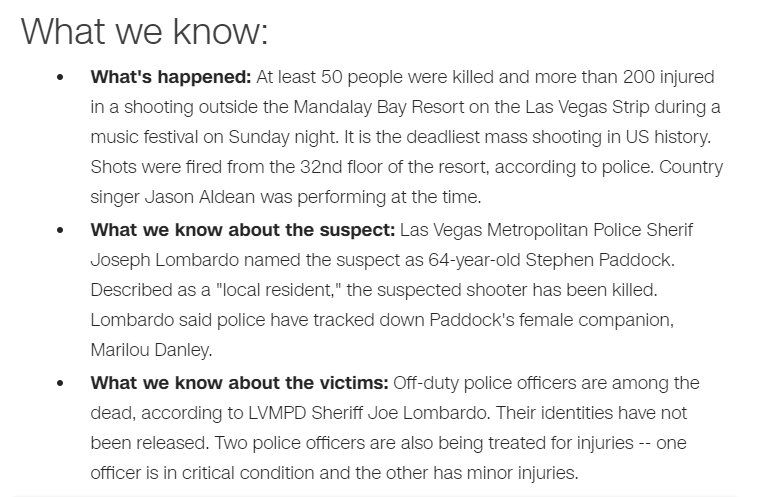 What we know:
• What's happened: At least 50 people were killed and more than 200 injured
in a shooting outside the Mandalay Bay Resort on the Las Vegas Strip during a
music festival on Sunday night. It is the deadliest mass shooting in US history.
Shots were fired from the 32nd floor of the resort, according to police. Country
singer Jason Aldean was performing at the time.
• What we know about the suspect: Las Vegas Metropolitan Police Sherif
Joseph Lombardo named the suspect as 64-year-old Stephen Paddock.
Described as a "local resident," the suspected shooter has been killed.
Lombardo said police have tracked down Paddock's female companion,
Marilou Danley.
• What we know about the victims: Off-duty police officers are among the
dead, according to LVMPD Sheriff Joe Lombardo. Their identities have not
been released. Two police officers are also being treated for injuries -- one
officer is in critical condition and the other has minor injuries.